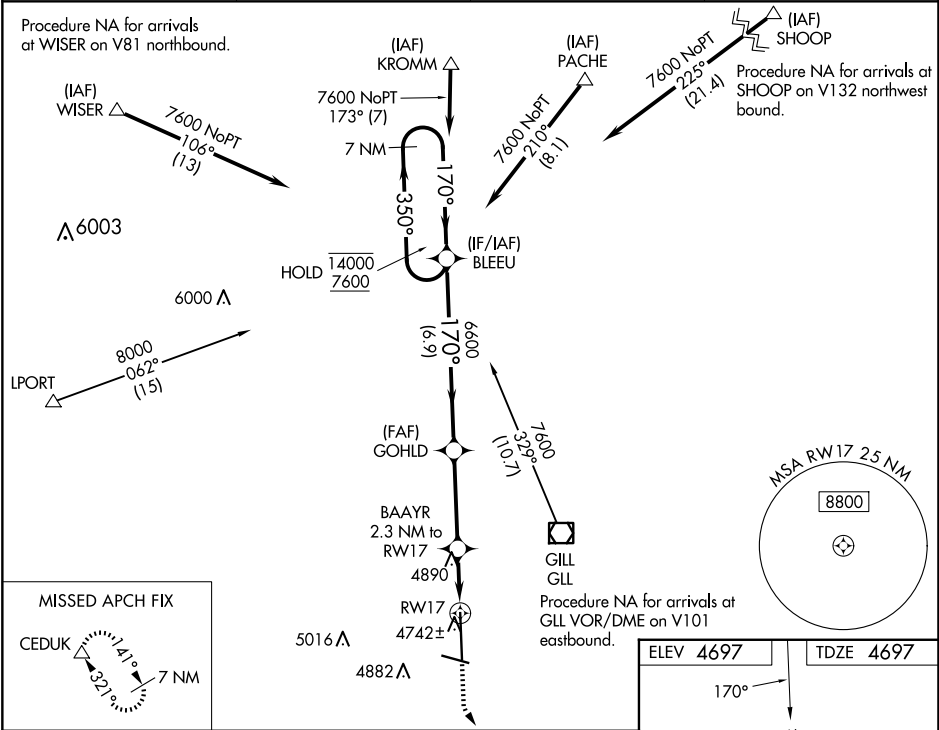 Procedure NA for arrivals
at WISER on V81 northbound.
(IAF)
SHOOP
7600 NoPT
225°
(21.4)
Procedure NA for arrivals at
SHOOP on V132 northwest
bound.
(IAF)
KROMM
7600 NoPT
173° (7)
(IAF)
PACHE
7600 NoPT
210°
(8.1)
(IAF)
WISER
7600 NoPT
106°
(13)
7 NM
170°
350°
6003
(IF/IAF)
BLEEU
HOLD
14000
7600
6000
6600
170°
(6.9)
LPORT
8000
062°
(15)
(FAF)
GOHLD
7600
329°
(10.7)
BAAYR
2.3 NM to
RW17
4890
GILL
GLL
MSA RW17 25 NM
8800
RW17
4742±
Procedure NA for arrivals at
GLL VOR/DME on V101
eastbound.
5016
4882
MISSED APCH FIX
CEDUK
141°
321°
7 NM
ELEV 4697
TDZE 4697
170°